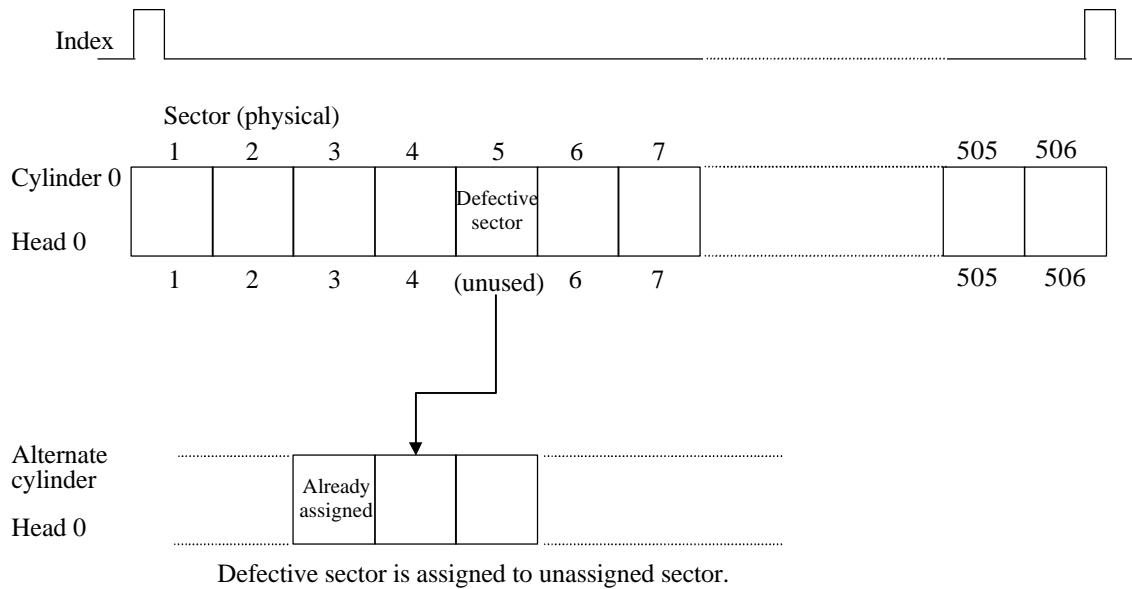 Index
Sector (physical)
1 2 3 4 5 6 7 505 506
Cylinder 0
Defective
sector
Head 0
1 2 3 4 (unused) 6 7 505 506
Alternate
cylinder
Already
assigned
Head 0
Defective sector is assigned to unassigned sector.